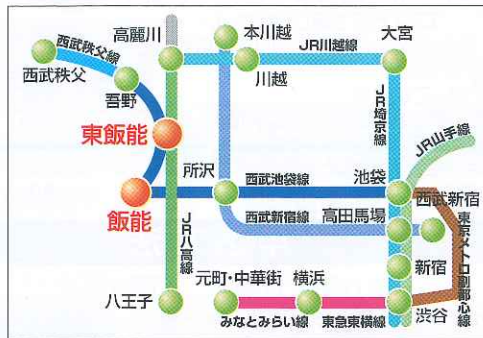 高麗川
本川越
大宮
西武秩父線
JR川越線
西武秩父
川越
吾野
JR埼京線
JR山手線
東飯能
所沢
池袋
西武池袋線
西武新宿
飯能
西武新宿線
高田馬場
JR八高線
東京メトロ副都心線
新宿
八王子
元町・中華街
横浜
渋谷
みなとみらい線
東急東横線